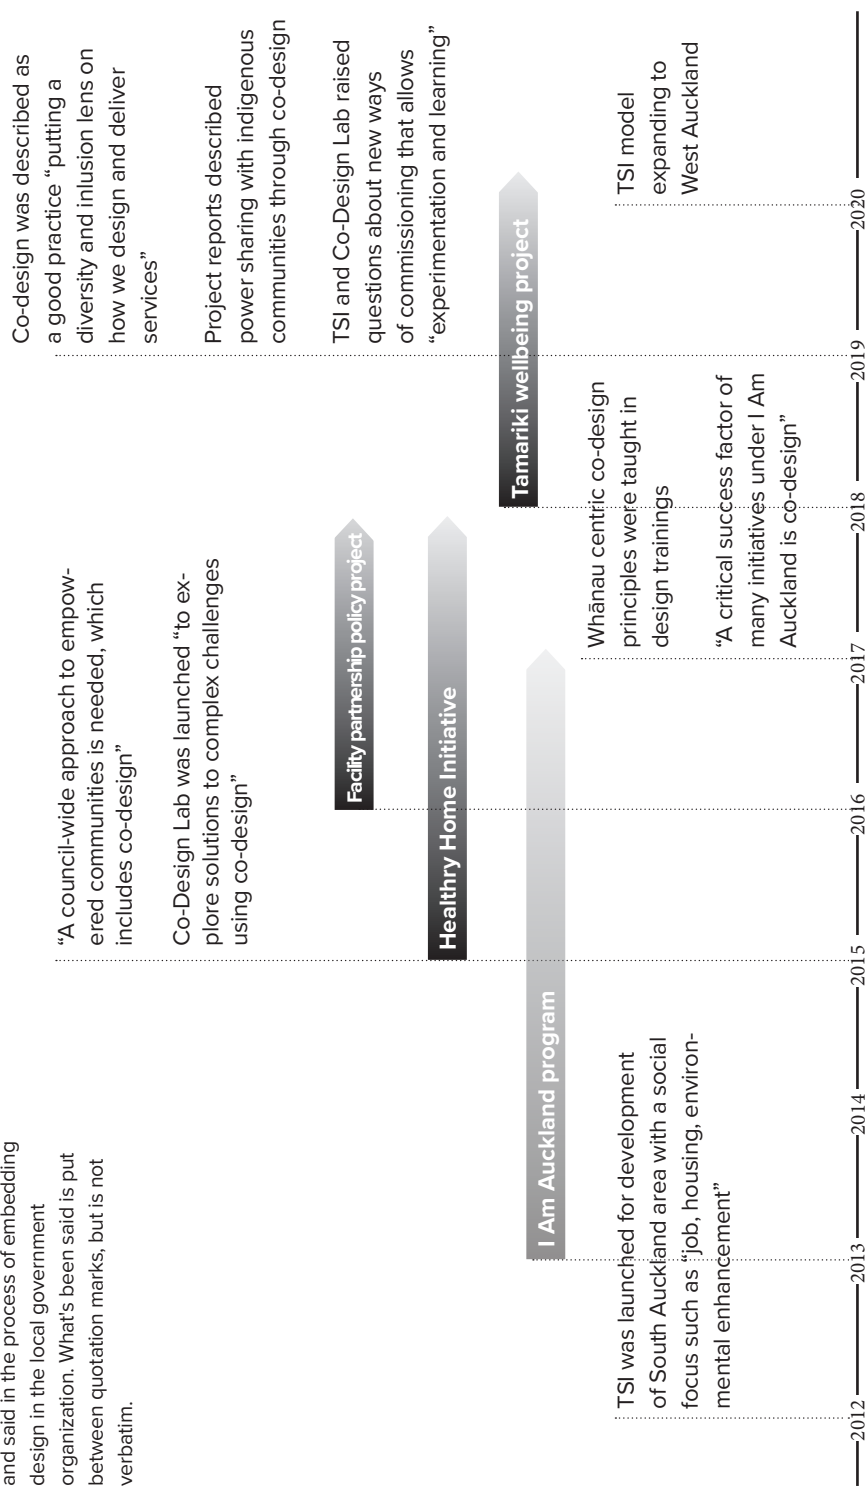 and said in the process of embedding
design in the local government
organization. What's been said is put
between quotation marks, but is not
verbatim.
TSI was launched for development
of South Auckland area with a social
focus such as “job, housing, environ-
mental enhancement”
“A council-wide approach to empow-
ered communities is needed, which
includes co-design”
Co-Design Lab was launched “to ex-
plore solutions to complex challenges
using co-design”
Facility partnership policy project
Healthry Home Initiative
I Am Auckland program
Whānau centric co-design
principles were taught in
design trainings
“A critical success factor of
many initiatives under I Am
Auckland is co-design”
Co-design was described as
a good practice “putting a
diversity and inlusion lens on
how we design and deliver
services”
Project reports described
power sharing with indigenous
communities through co-design
TSI and Co-Design Lab raised
questions about new ways
of commissioning that allows
“experimentation and learning”
Tamariki wellbeing project
TSI model
expanding to
West Auckland
2012
2013
2014
2015
2016
2017
2018
2019
2020